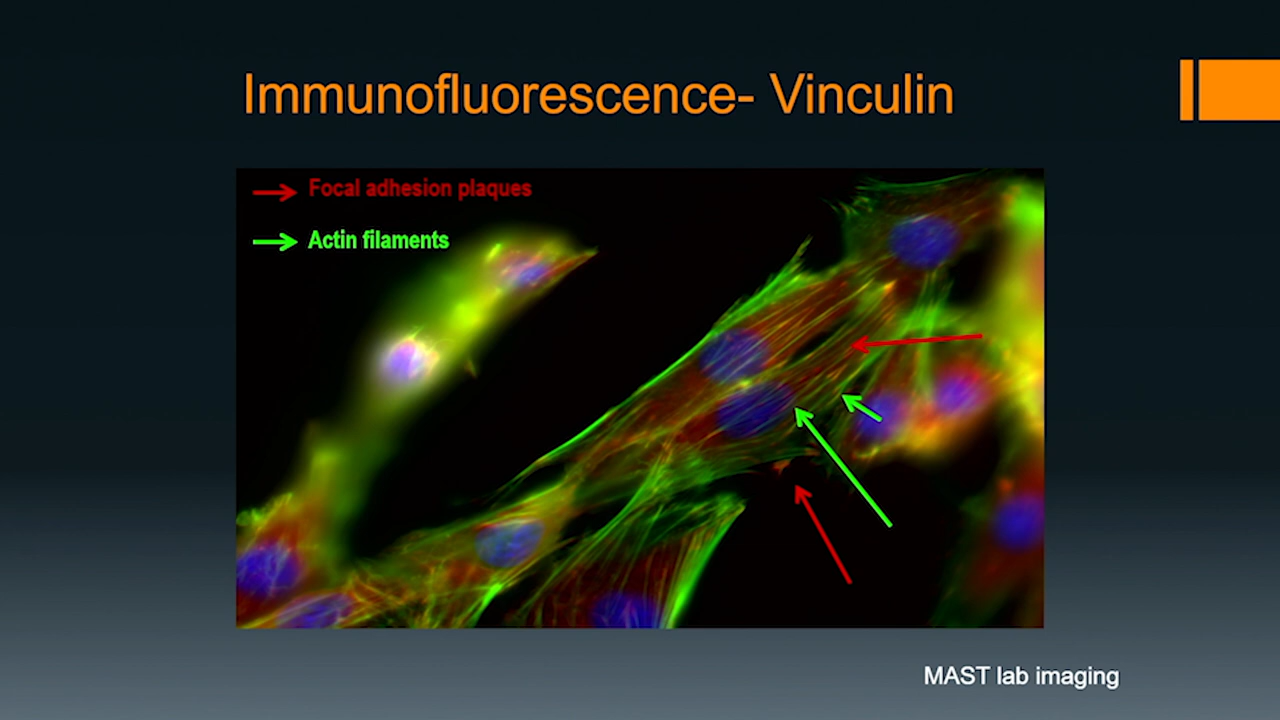 Immunofluorescence- Vinculin
Focal adhesion plaques
Actin filaments
MAST lab imaging